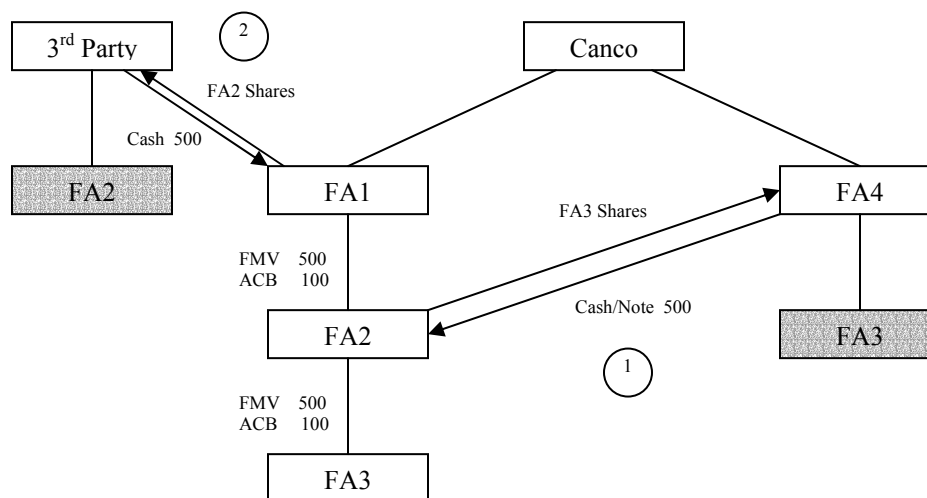 2
3rd Party
Canco
FA2 Shares
Cash 500
FA2
FA1
FA4
FA3 Shares
FMV 500
ACB 100
Cash/Note 500
FA2
FA3
1
FMV 500
ACB 100
FA3